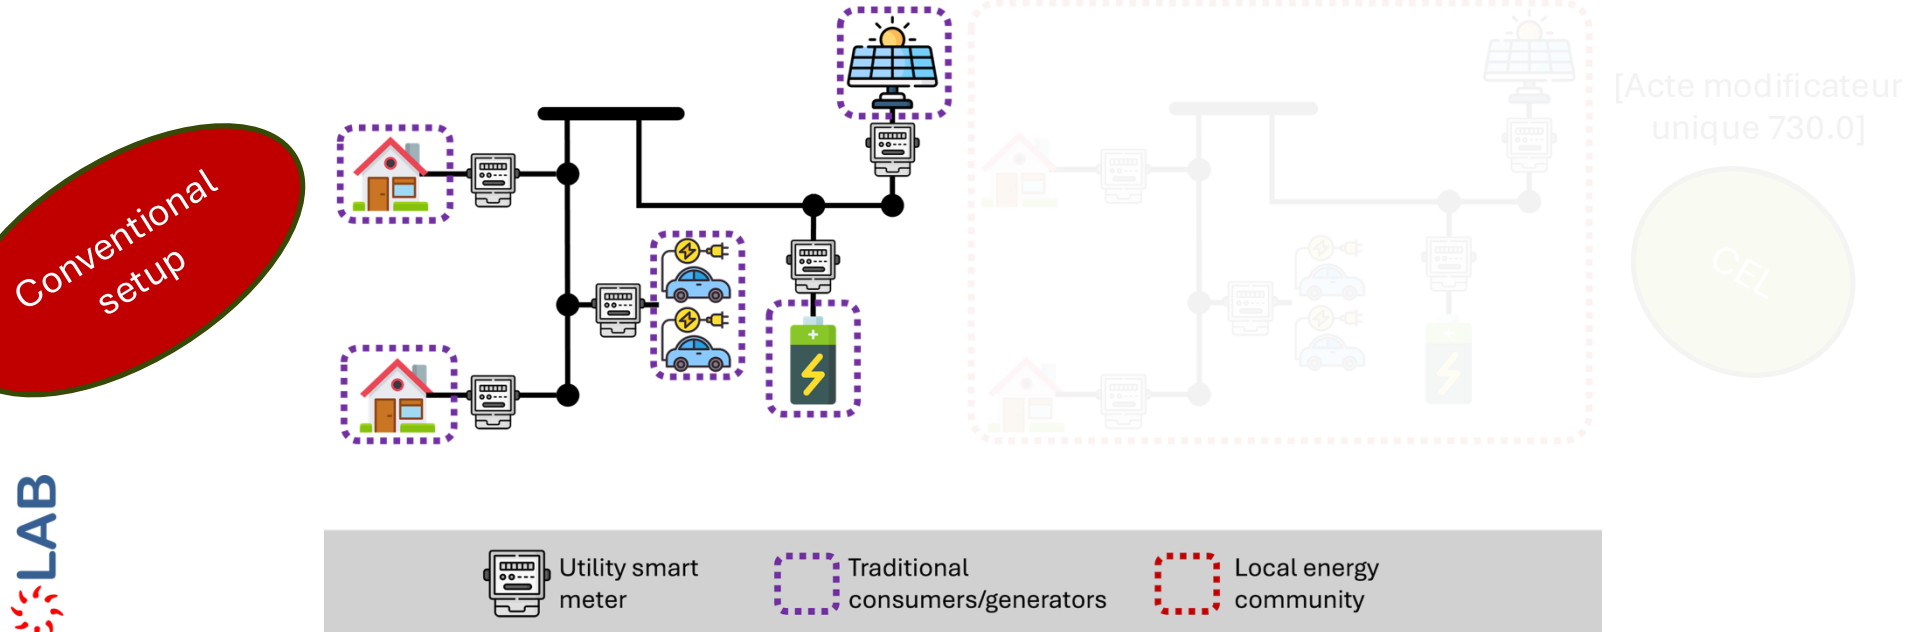 Conventional
setup
[Acte modificateur
unique 730.0]
CEL
LAB
Utility smart
meter
Traditional
consumers/generators
Local energy
community